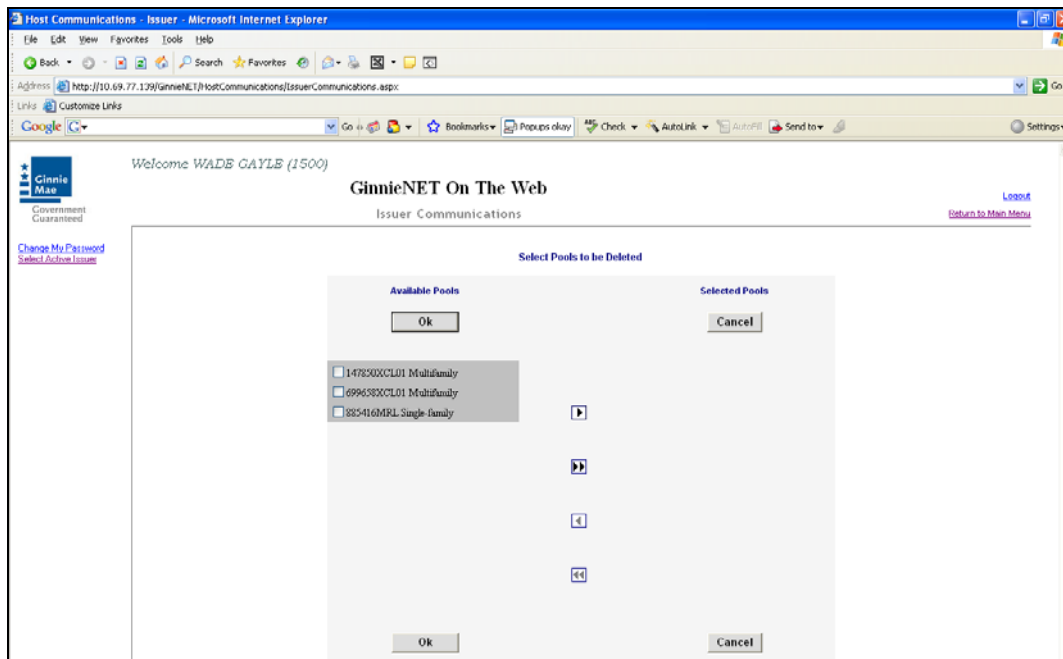 Host Communications - Issuer - Microsoft Internet Explorer
File Edit View Favorites Tools Help
Back Search Favorites
Address http://10.69.77.139/GinnieNET/HostCommunications/IssuerCommunications.aspx Go
Links Customize Links
Google G Go Bookmarks Popups okay ABC Check AutoLink AutoFill Send to Settings
Welcome WADE GAYLE (1500)
Ginnie Mae
Government Guaranteed
GinnieNET On The Web
Issuer Communications
Logout
Return to Main Menu
Change My Password
Select Active Issuer
Select Pools to be Deleted
Available Pools Selected Pools
Ok Cancel
147850XCL01 Multifamily
699658XCL01 Multifamily
885416MRL Single-family
Ok Cancel